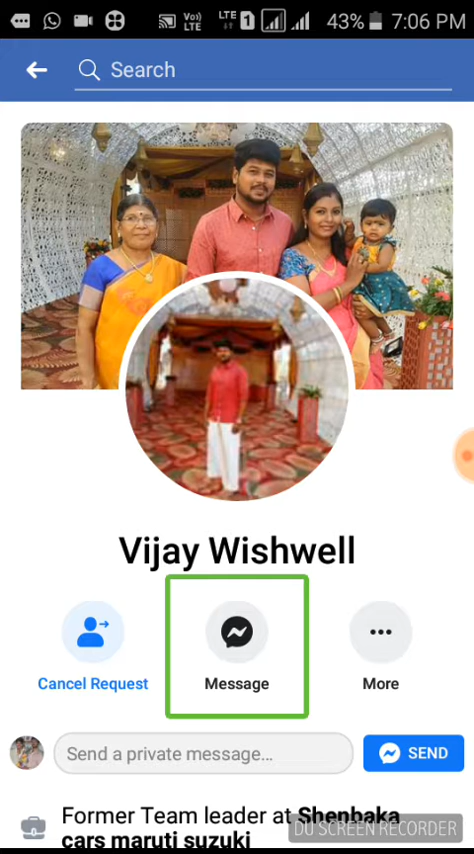 Vo)) LTE LTE 1 43% 7:06 PM
Search
Vijay Wishwell
Cancel Request Message More
Send a private message... SEND
Former Team leader at Shenbaka
cars maruti suzuki
DU SCREEN RECORDER